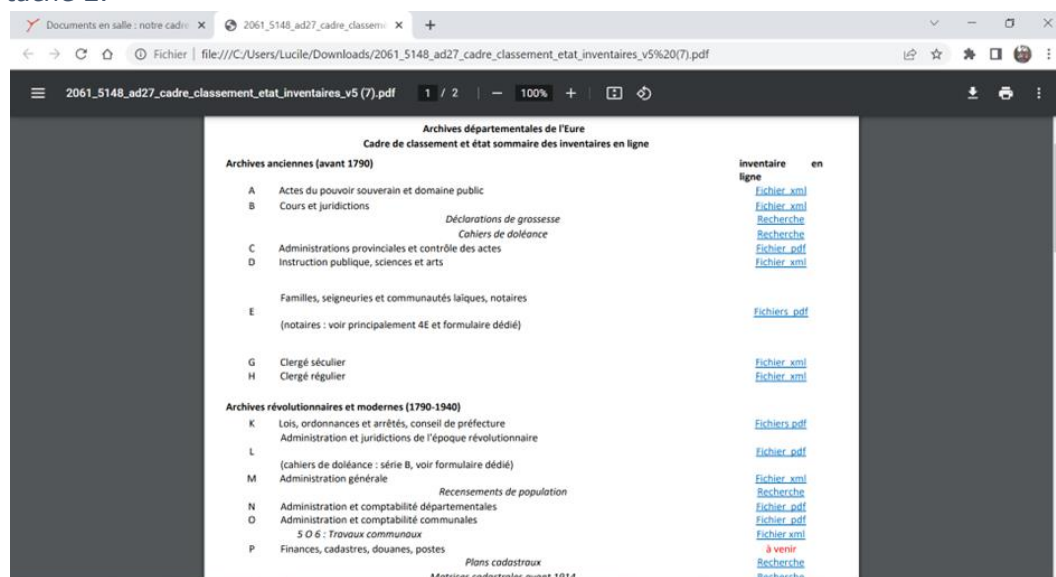 Documents en salle : notre cadre
2061_5148_ad27_cadre_classeme
Fichier | file:///C:/Users/Lucile/Downloads/2061_5148_ad27_cadre_classement_etat_inventaires_v5%20(7).pdf
2061_5148_ad27_cadre_classement_etat_inventaires_v5 (7).pdf 1 / 2 | — 100% +
Archives départementales de l'Eure
Cadre de classement et état sommaire des inventaires en ligne
Archives anciennes (avant 1790) inventaire en
ligne
A Actes du pouvoir souverain et domaine public Fichier xml
B Cours et juridictions Fichier xml
Déclarations de grossesse Recherche
Cahiers de doléance Recherche
C Administrations provinciales et contrôle des actes Fichier pdf
D Instruction publique, sciences et arts Fichier xml
Familles, seigneuries et communautés laïques, notaires
E Fichiers pdf
(notaires : voir principalement 4E et formulaire dédié)
G Clergé séculier Fichier xml
H Clergé régulier Fichier xml
Archives révolutionnaires et modernes (1790-1940)
K Lois, ordonnances et arrêtés, conseil de préfecture Fichiers pdf
Administration et juridictions de l'époque révolutionnaire
L Fichier pdf
(cahiers de doléance : série B, voir formulaire dédié)
M Administration générale Fichier xml
Recensements de population Recherche
N Administration et comptabilité départementales Fichier pdf
O Administration et comptabilité communales Fichier pdf
5 O 6 : Travaux communaux Fichier xml
P Finances, cadastres, douanes, postes à venir
Plans cadastraux Recherche
Matrices cadastrales avant 1914 Recherche